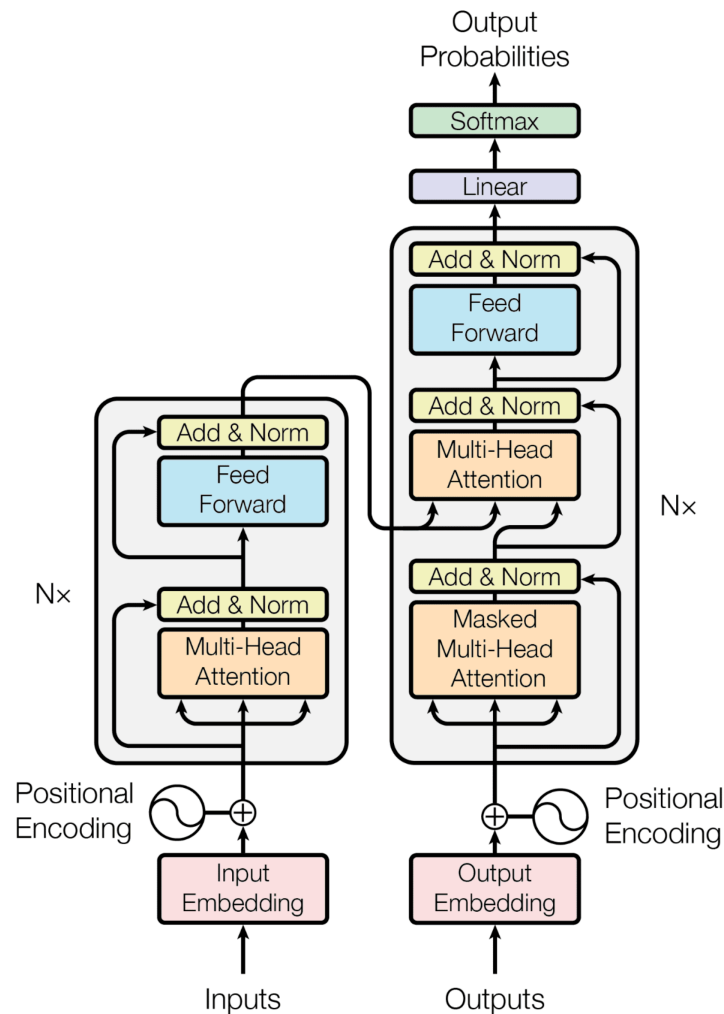 Output
Probabilities
Softmax
Linear
Add & Norm
Feed
Forward
Add & Norm
Multi-Head
Attention
Nx
Add & Norm
Masked
Multi-Head
Attention
Add & Norm
Feed
Forward
Nx
Add & Norm
Multi-Head
Attention
Positional
Encoding
Positional
Encoding
Input
Embedding
Output
Embedding
Inputs
Outputs